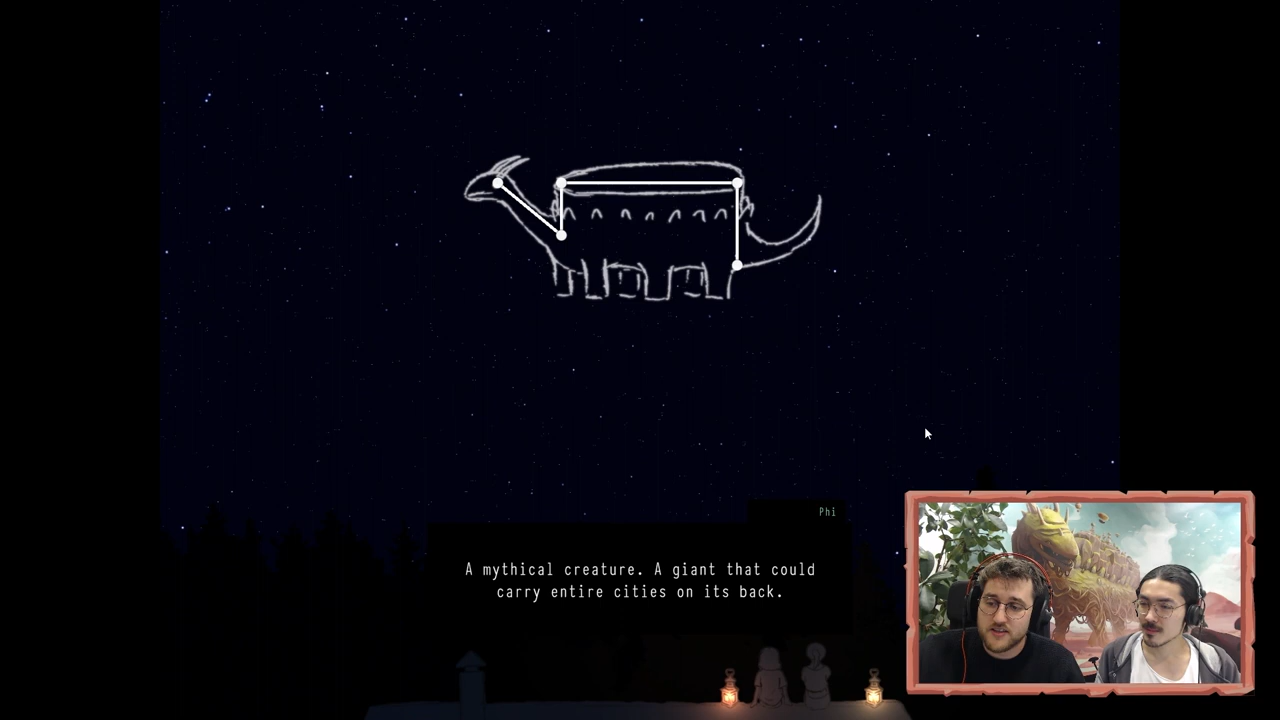 Phi
A mythical creature. A giant that could
carry entire cities on its back.